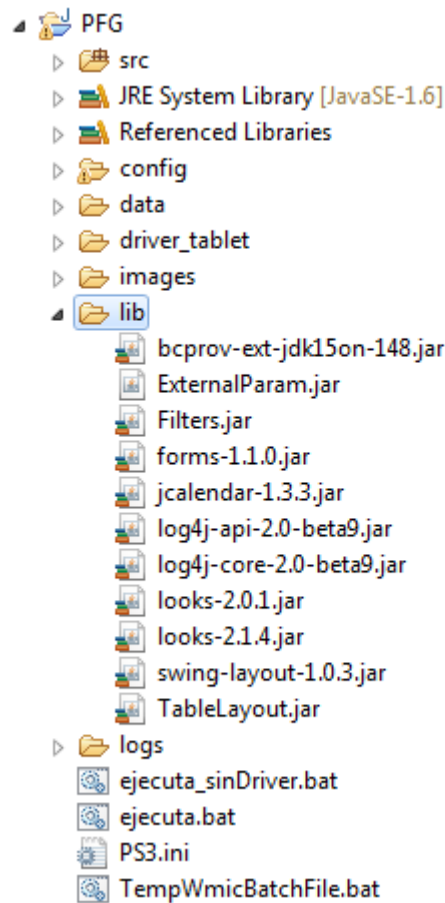 PFG
src
JRE System Library [JavaSE-1.6]
Referenced Libraries
config
data
driver_tablet
images
lib
bcprov-ext-jdk15on-148.jar
ExternalParam.jar
Filters.jar
forms-1.1.0.jar
jcalendar-1.3.3.jar
log4j-api-2.0-beta9.jar
log4j-core-2.0-beta9.jar
looks-2.0.1.jar
looks-2.1.4.jar
swing-layout-1.0.3.jar
TableLayout.jar
logs
ejecuta_sinDriver.bat
ejecuta.bat
PS3.ini
TempWmicBatchFile.bat